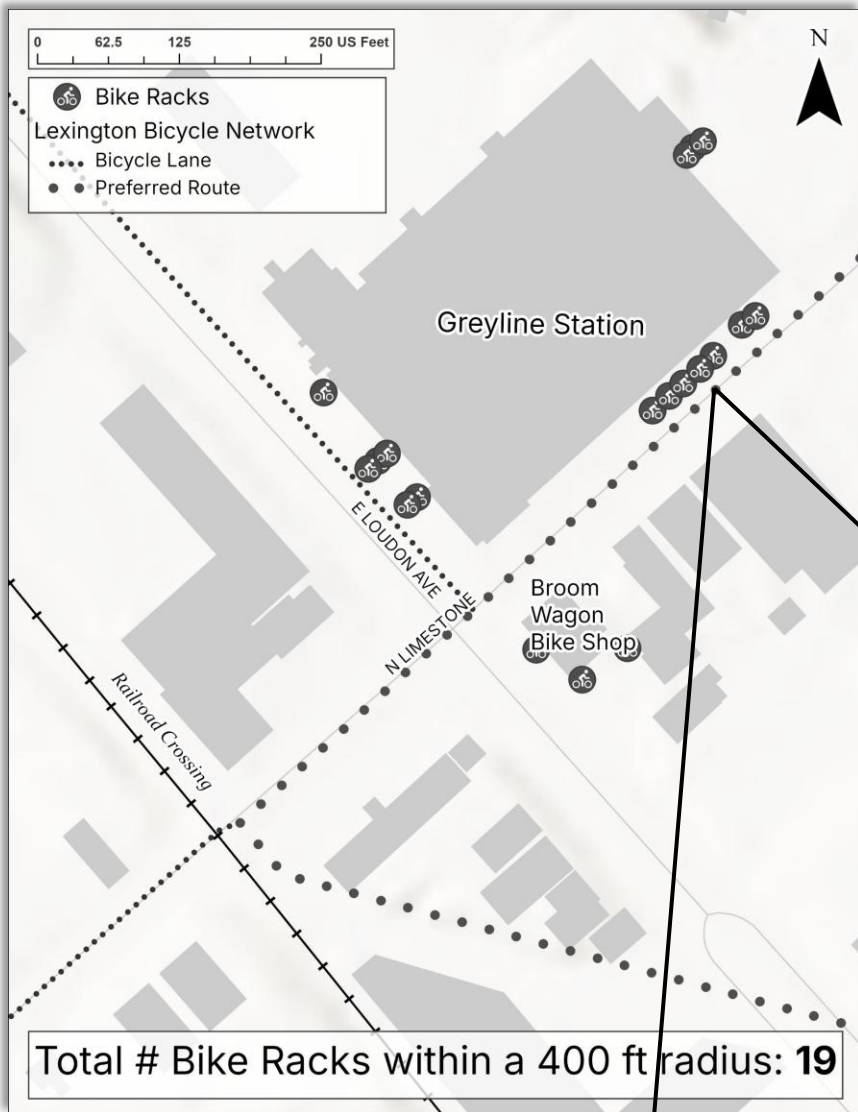 0 62.5 125 250 US Feet
N
Bike Racks
Lexington Bicycle Network
Bicycle Lane
Preferred Route
Greyline Station
E LOUDON AVE
N LIMESTONE
Broom
Wagon
Bike Shop
Railroad Crossing
Total # Bike Racks within a 400 ft radius: 19